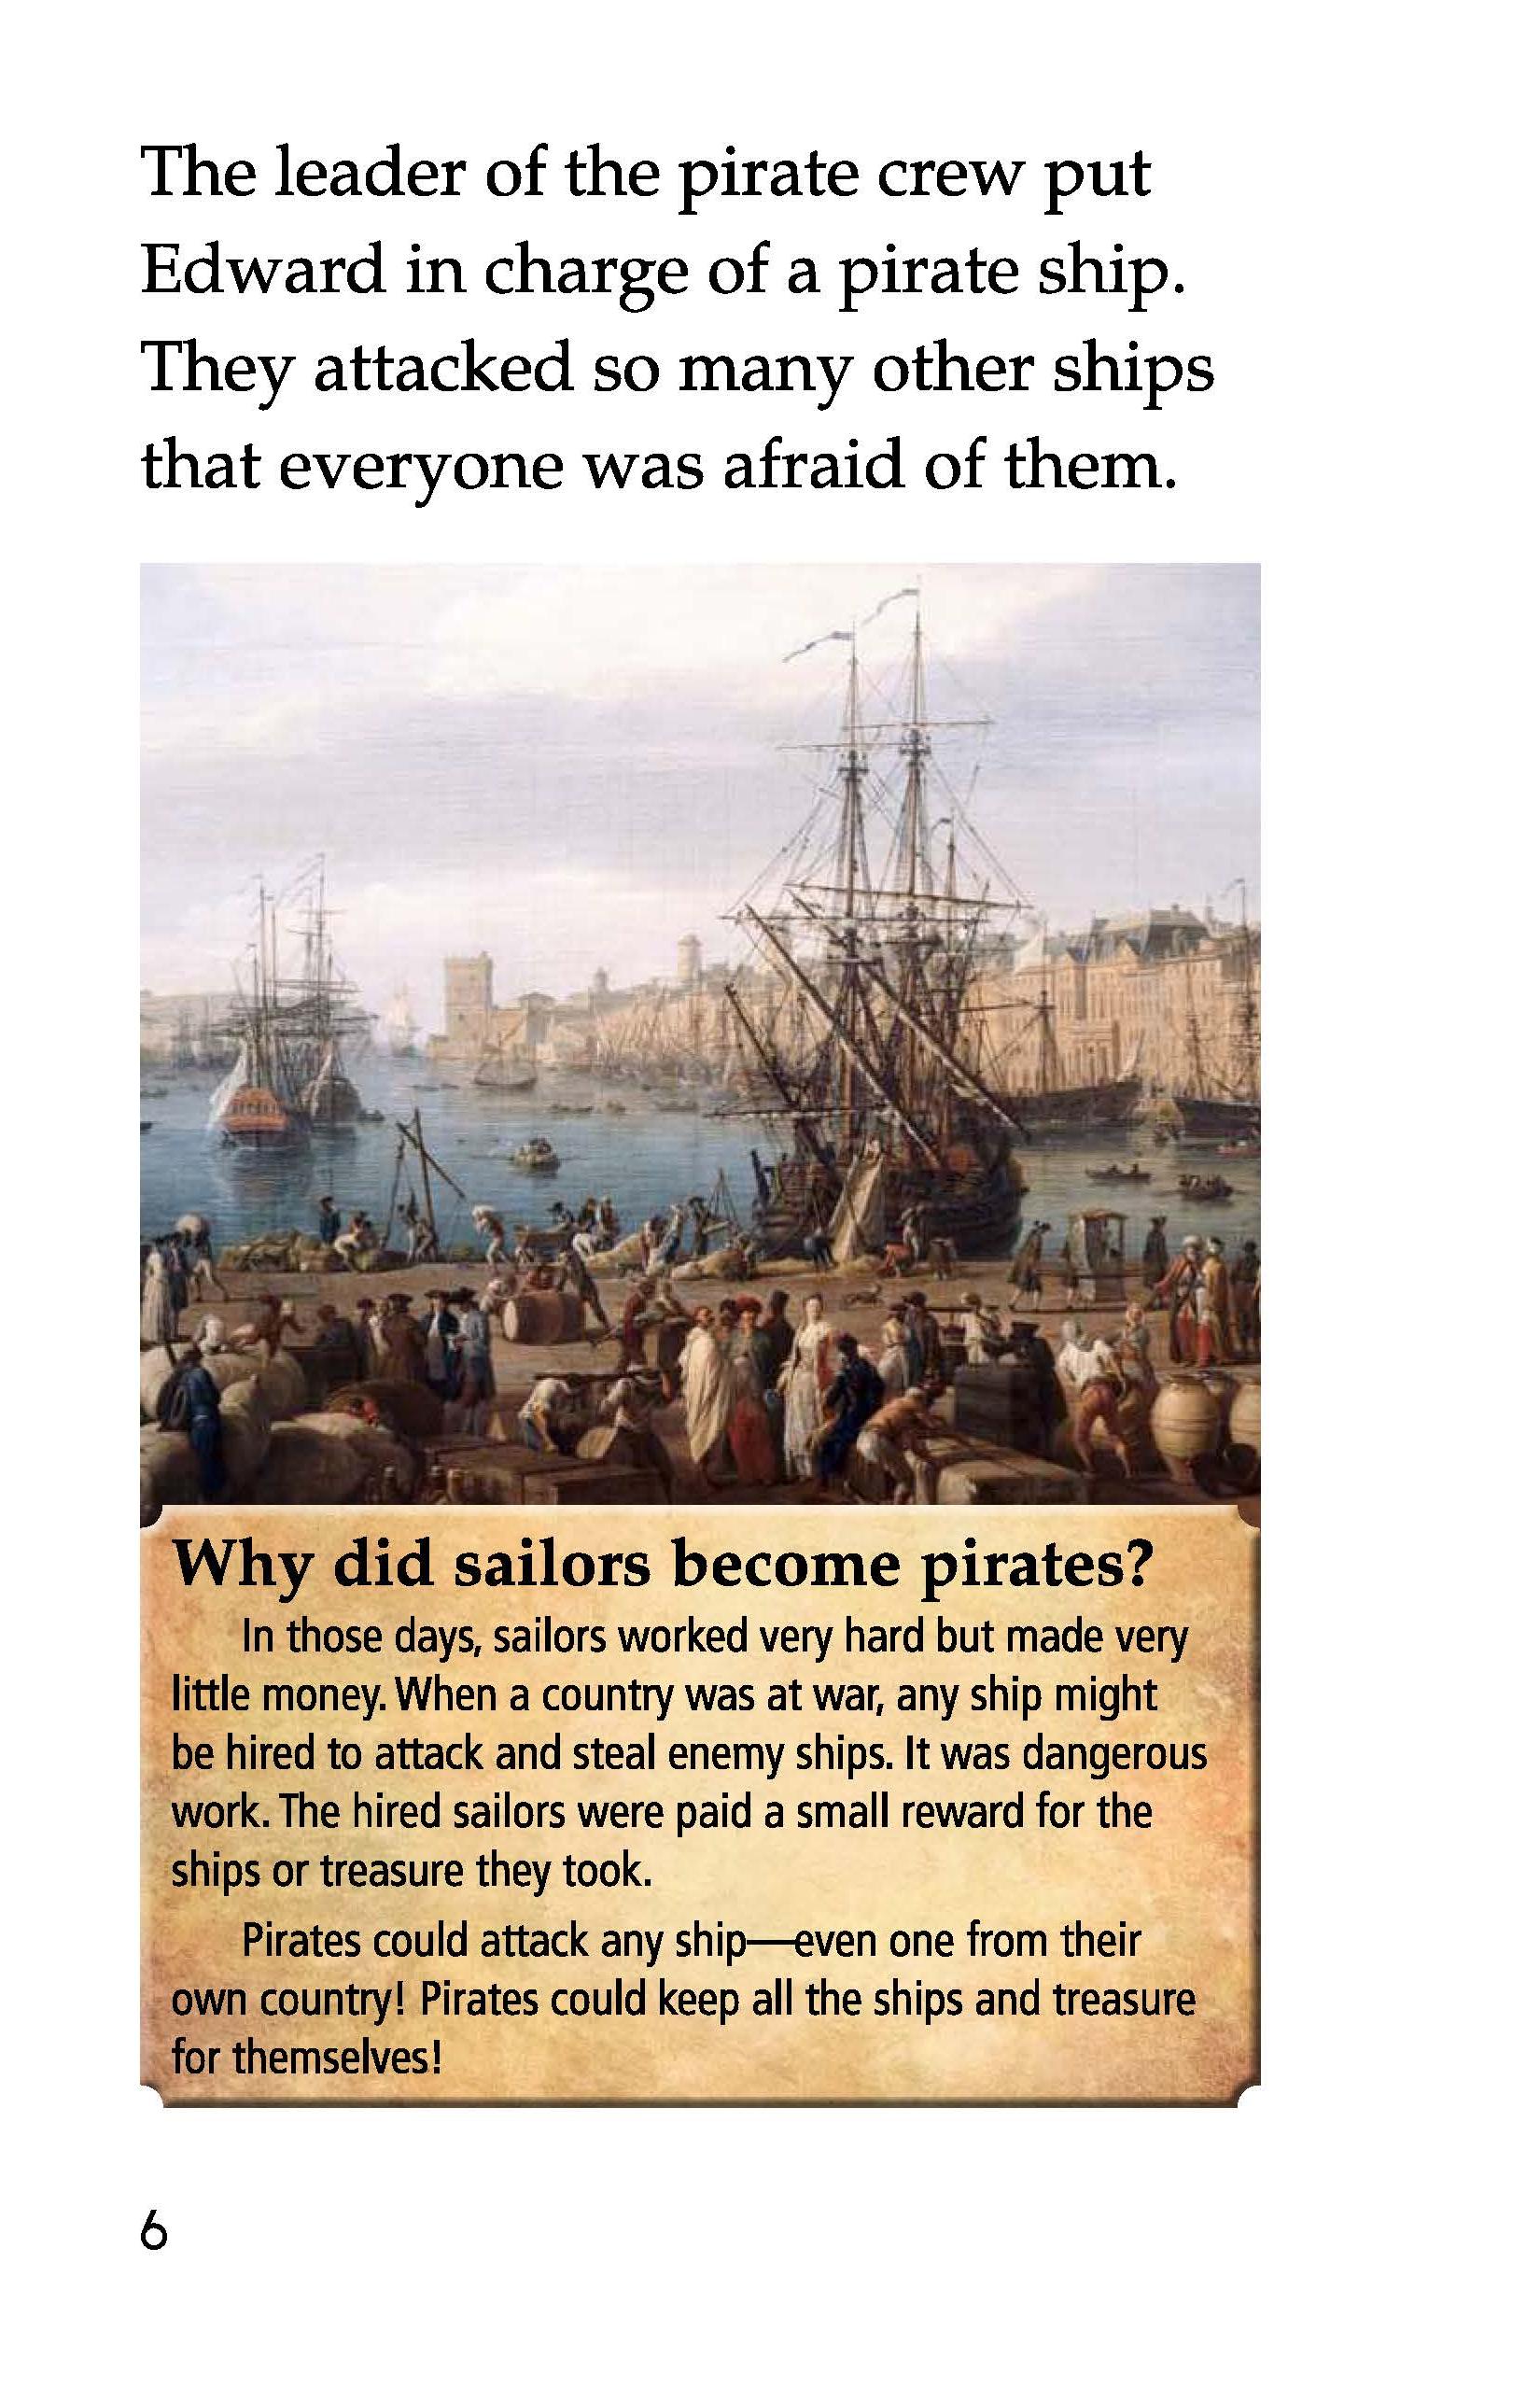 The leader of the pirate crew put
Edward in charge of a pirate ship.
They attacked so many other ships
that everyone was afraid of them.
Why did sailors become pirates?
In those days, sailors worked very hard but made very
little money. When a country was at war, any ship might
be hired to attack and steal enemy ships. It was dangerous
work. The hired sailors were paid a small reward for the
ships or treasure they took.
Pirates could attack any ship—even one from their
own country! Pirates could keep all the ships and treasure
for themselves!
6